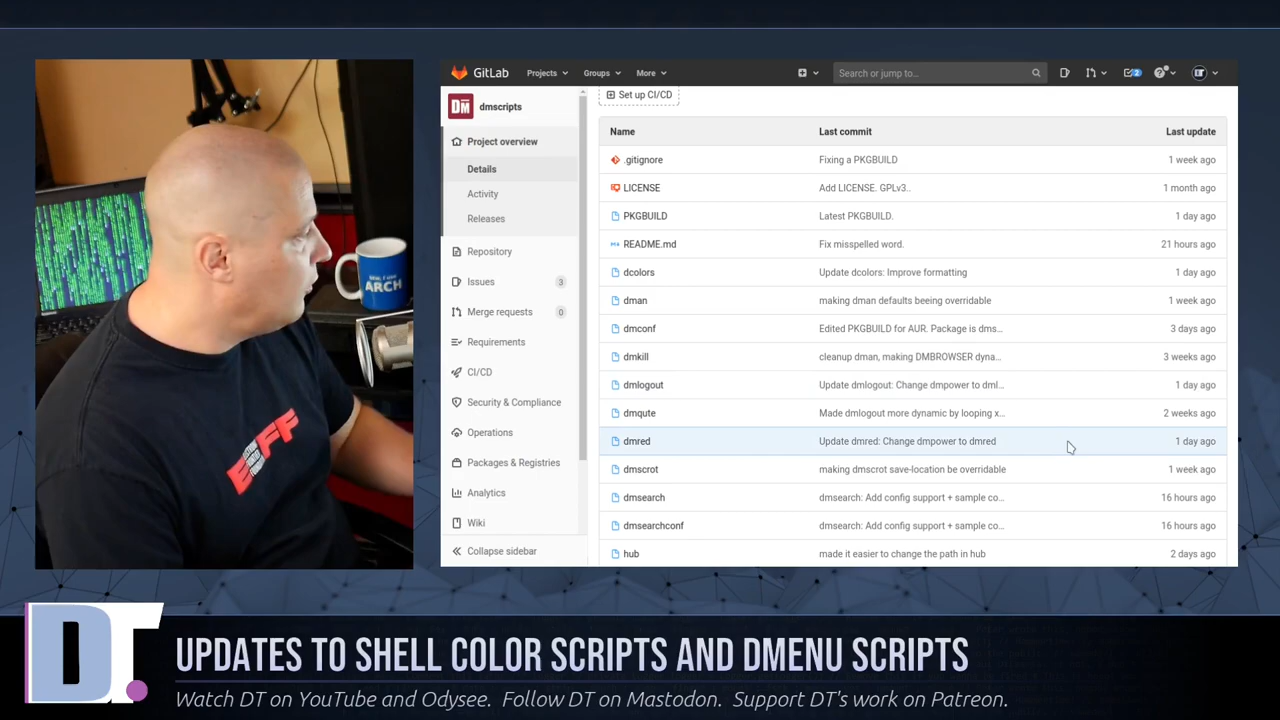 GitLab Projects Groups More Search or jump to... 2
Dm dmscripts
Set up CI/CD
Project overview
Details
Activity
Releases
Repository
Issues 3
Merge requests 0
Requirements
CI/CD
Security & Compliance
Operations
Packages & Registries
Analytics
Wiki
Collapse sidebar
Name Last commit Last update
.gitignore Fixing a PKGBUILD 1 week ago
LICENSE Add LICENSE. GPLv3.. 1 month ago
PKGBUILD Latest PKGBUILD. 1 day ago
README.md Fix misspelled word. 21 hours ago
dcolors Update dcolors: Improve formatting 1 day ago
dman making dman defaults beeing overridable 1 week ago
dmconf Edited PKGBUILD for AUR. Package is dms... 3 days ago
dmkill cleanup dman, making DMBROWSER dyna... 3 weeks ago
dmlogout Update dmlogout: Change dmpower to dml... 1 day ago
dmqute Made dmlogout more dynamic by looping x... 2 weeks ago
dmred Update dmred: Change dmpower to dmred 1 day ago
dmscrot making dmscrot save-location be overridable 1 week ago
dmsearch dmsearch: Add config support + sample co... 16 hours ago
dmsearchconf dmsearch: Add config support + sample co... 16 hours ago
hub made it easier to change the path in hub 2 days ago
ARCH
EFF
DT.
UPDATES TO SHELL COLOR SCRIPTS AND DMENU SCRIPTS
Watch DT on YouTube and Odysee. Follow DT on Mastodon. Support DT's work on Patreon.